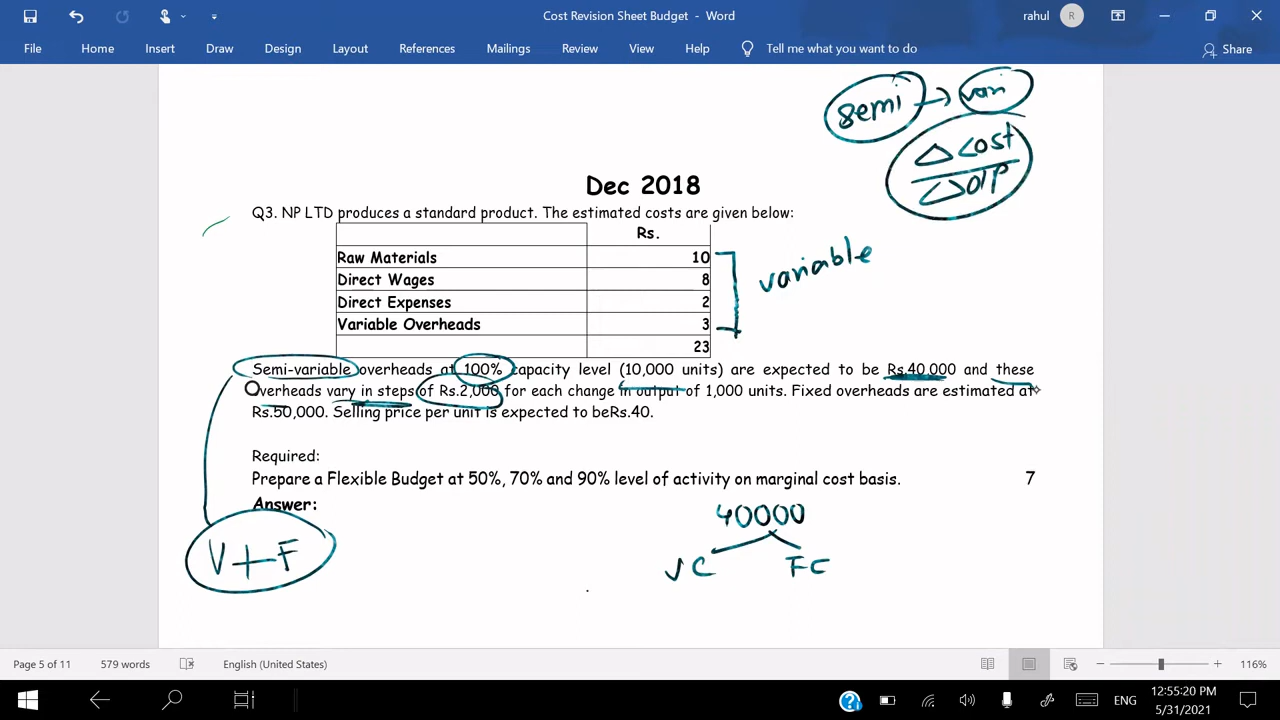 Cost Revision Sheet Budget - Word
rahul R
File Home Insert Draw Design Layout References Mailings Review View Help Tell me what you want to do Share
semi → vari
△ cost
△ o/p
Dec 2018
Q3. NP LTD produces a standard product. The estimated costs are given below:
Rs.
Raw Materials 10
Direct Wages 8
Direct Expenses 2
Variable Overheads 3
23
variable
Semi-variable overheads at 100% capacity level (10,000 units) are expected to be Rs.40,000 and these
Overheads vary in steps of Rs.2,000 for each change in output of 1,000 units. Fixed overheads are estimated at
Rs.50,000. Selling price per unit is expected to beRs.40.
Required:
Prepare a Flexible Budget at 50%, 70% and 90% level of activity on marginal cost basis. 7
Answer:
40000
V+F
VC FC
Page 5 of 11 579 words English (United States) 116%
ENG
12:55:20 PM
5/31/2021